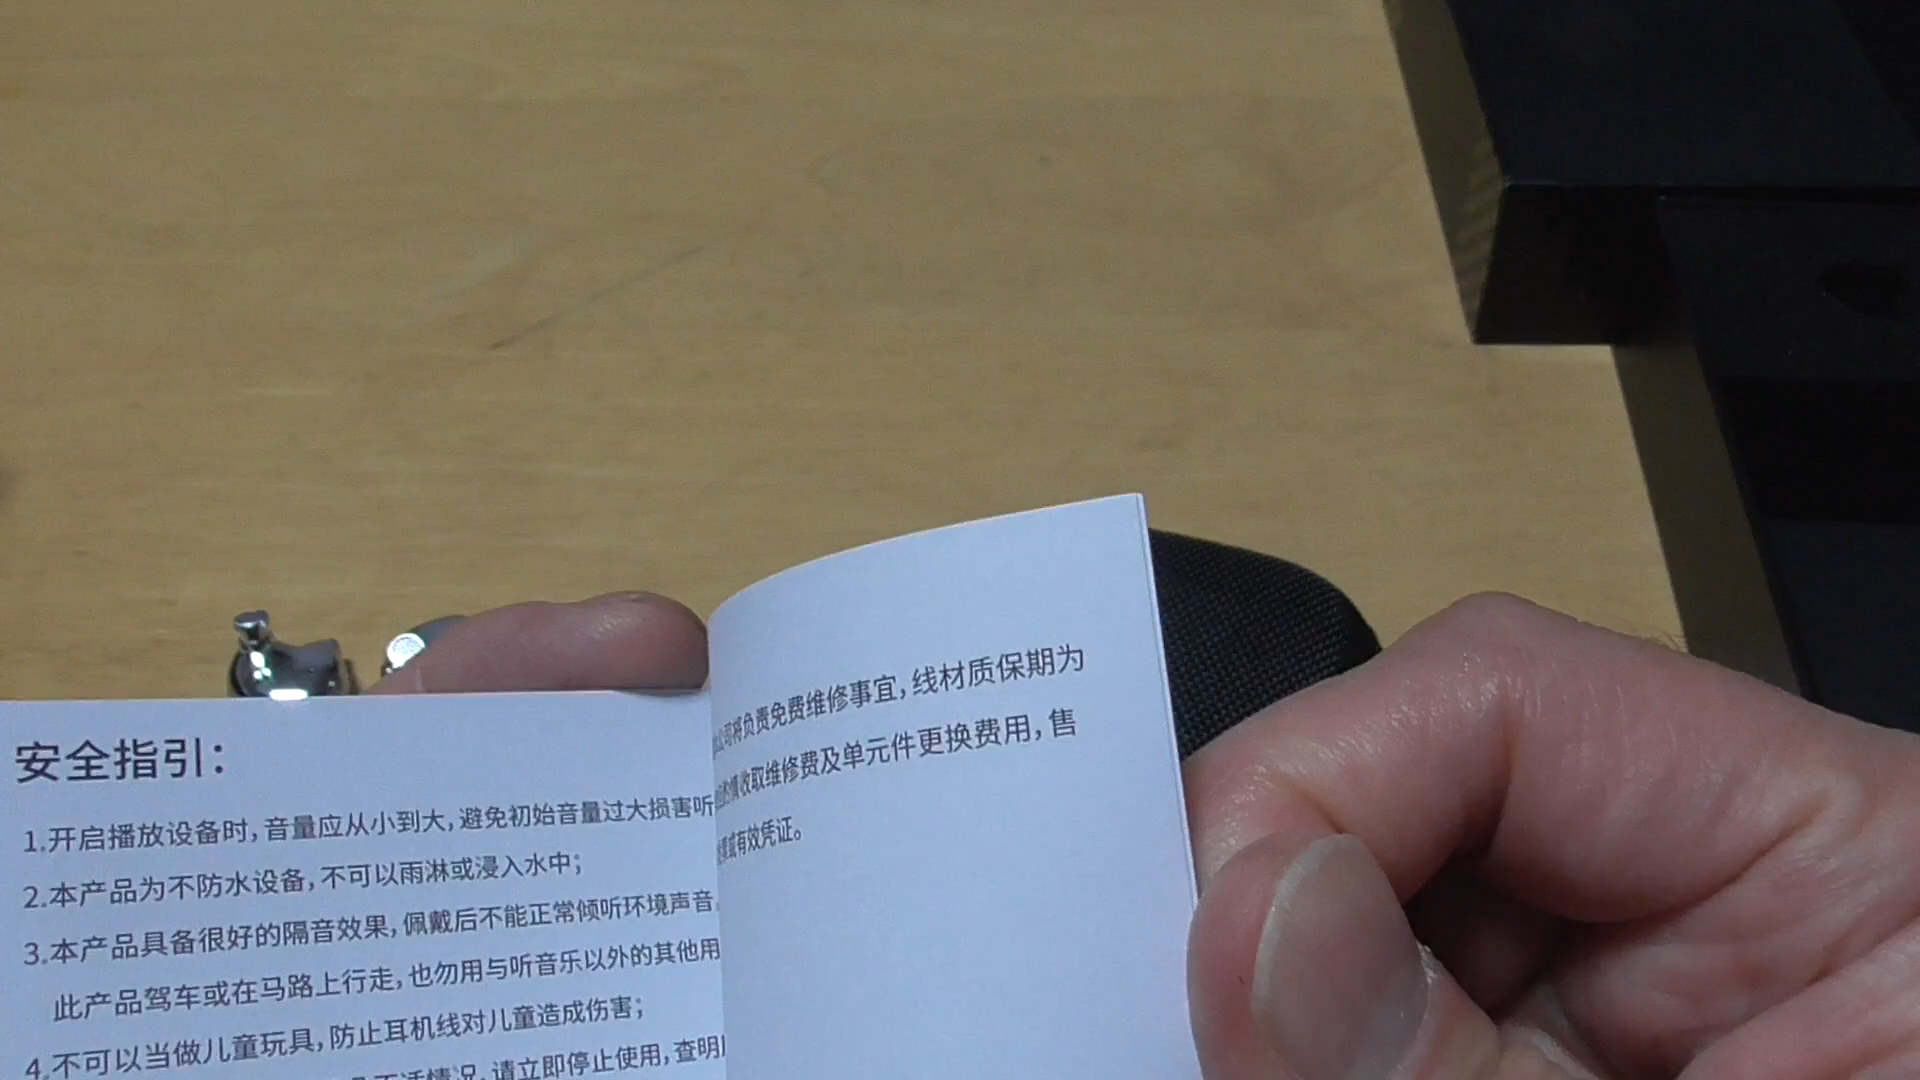 安全指引：
1.开启播放设备时，音量应从小到大，避免初始音量过大损害听
2.本产品为不防水设备，不可以雨淋或浸入水中；
3.本产品具备很好的隔音效果，佩戴后不能正常倾听环境声音，
此产品驾车或在马路上行走，也勿用与听音乐以外的其他用
4.不可以当做儿童玩具，防止耳机线对儿童造成伤害；
不适情况，请立即停止使用，查明
公司将负责免费维修事宜，线材质保期为
收取维修费及单元件更换费用，售
或有效凭证。